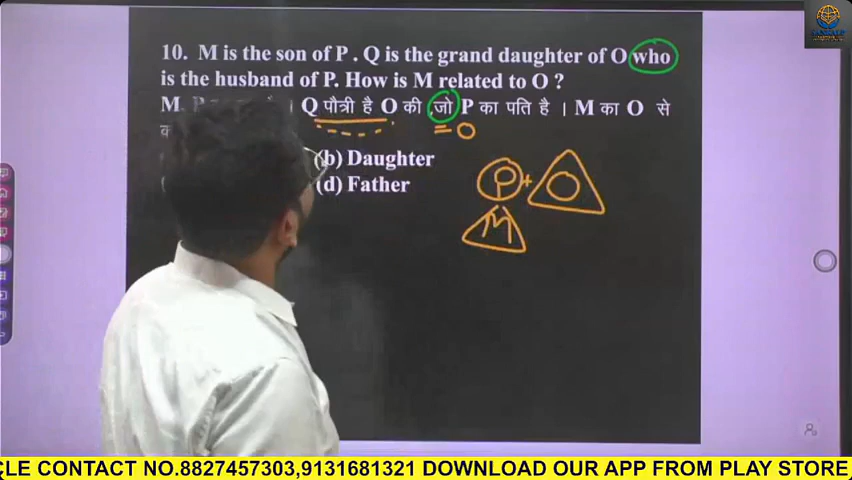 10. M is the son of P . Q is the grand daughter of O who
is the husband of P. How is M related to O ?
M Q पौत्री है O की ,जो P का पति है । M का O से
= O
(b) Daughter
(d) Father
P + O
M
CLE CONTACT NO.8827457303,9131681321 DOWNLOAD OUR APP FROM PLAY STORE